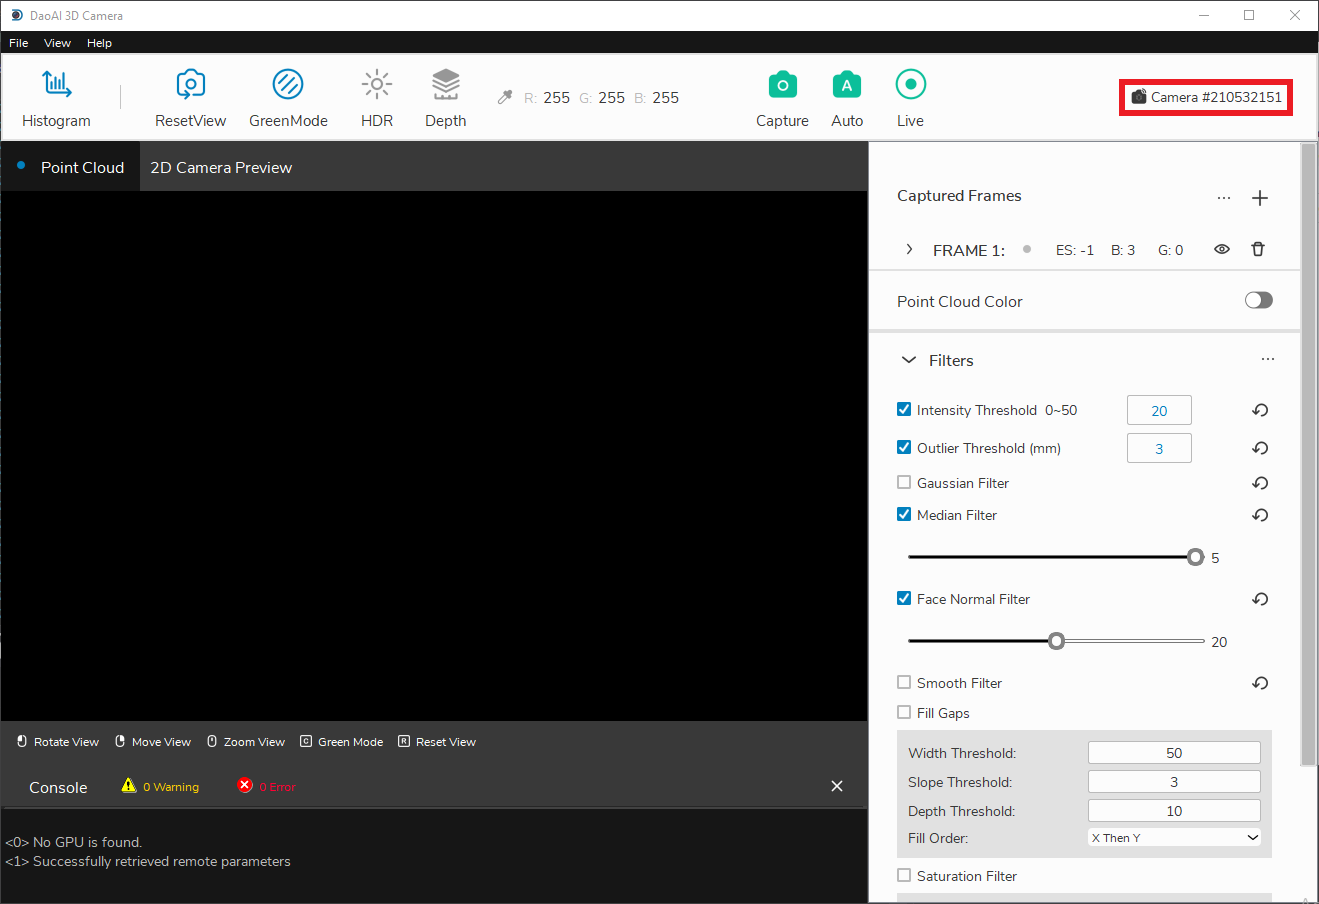 DaoAI 3D Camera
File View Help
Histogram ResetView GreenMode HDR Depth R: 255 G: 255 B: 255 Capture Auto Live Camera #210532151
A
Point Cloud 2D Camera Preview
Captured Frames
FRAME 1: ES: -1 B: 3 G: 0
Point Cloud Color
Filters
Intensity Threshold 0~50 20
Outlier Threshold (mm) 3
Gaussian Filter
Median Filter
5
Face Normal Filter
20
Smooth Filter
Fill Gaps
Width Threshold: 50
Slope Threshold: 3
Depth Threshold: 10
Fill Order: X Then Y
Saturation Filter
Rotate View Move View Zoom View C Green Mode R Reset View
Console 0 Warning 0 Error
<0> No GPU is found.
<1> Successfully retrieved remote parameters